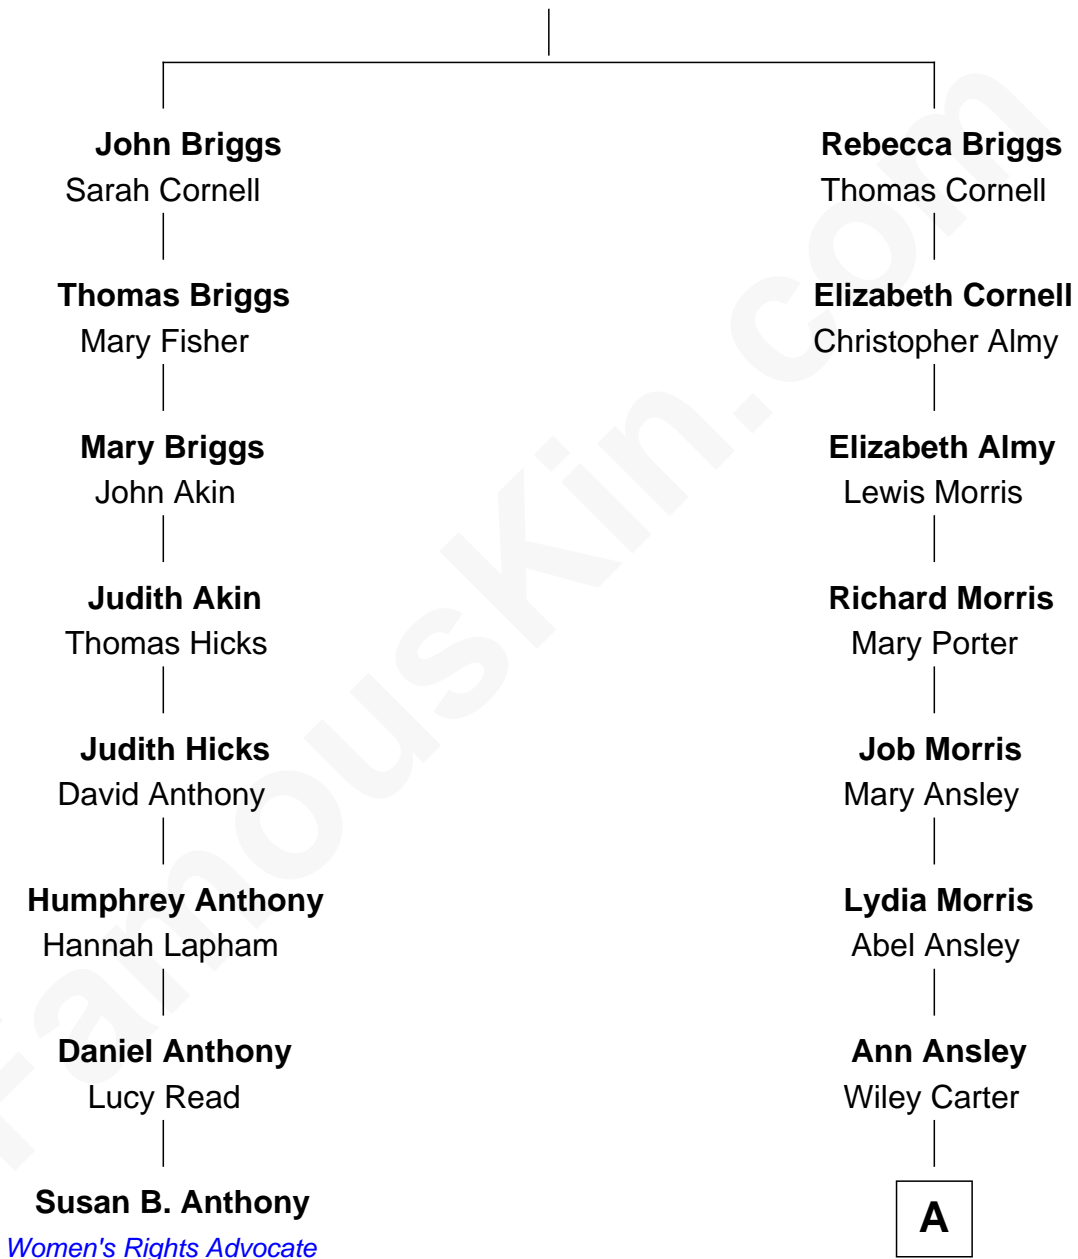 John Briggs
Sarah Cornell
Thomas Briggs
Mary Fisher
Mary Briggs
John Akin
Judith Akin
Thomas Hicks
Judith Hicks
David Anthony
Humphrey Anthony
Hannah Lapham
Daniel Anthony
Lucy Read
Susan B. Anthony
Women's Rights Advocate
Rebecca Briggs
Thomas Cornell
Elizabeth Cornell
Christopher Almy
Elizabeth Almy
Lewis Morris
Richard Morris
Mary Porter
Job Morris
Mary Ansley
Lydia Morris
Abel Ansley
Ann Ansley
Wiley Carter
A
FamousKin.com